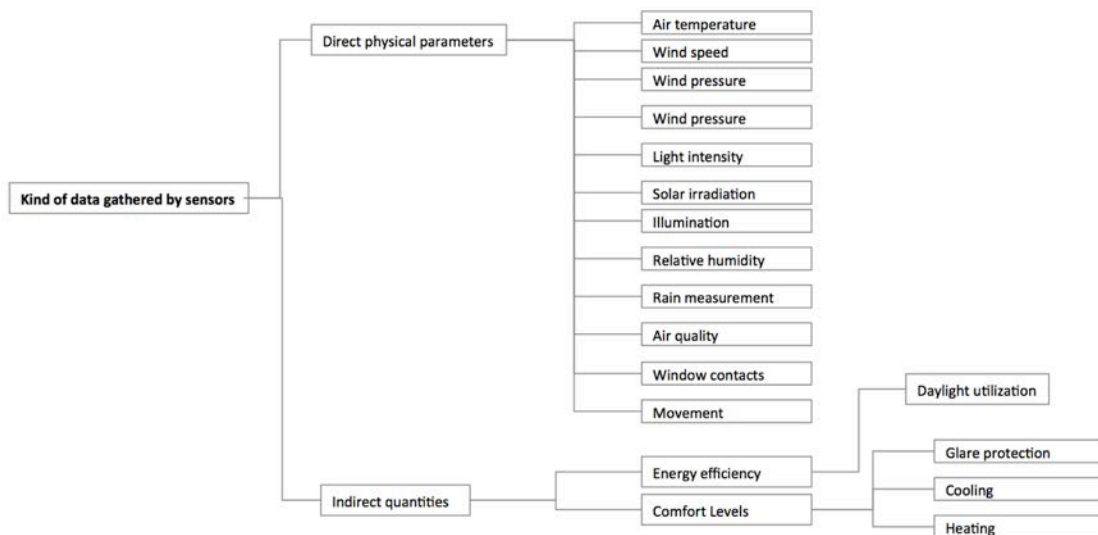 Kind of data gathered by sensors
Direct physical parameters
Air temperature
Wind speed
Wind pressure
Wind pressure
Light intensity
Solar irradiation
Illumination
Relative humidity
Rain measurement
Air quality
Window contacts
Movement
Indirect quantities
Energy efficiency
Daylight utilization
Comfort Levels
Glare protection
Cooling
Heating